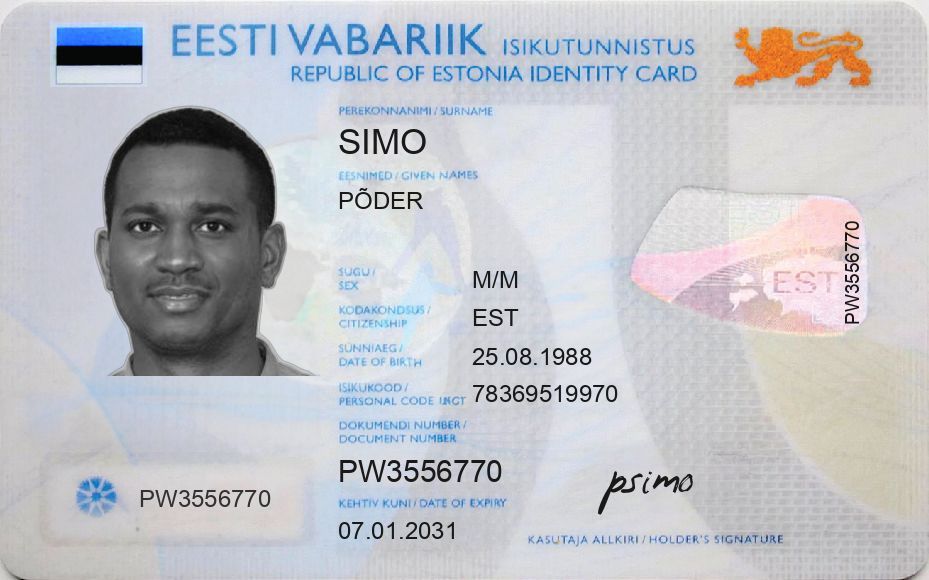 EESTI VABARIIK ISIKUTUNNISTUS
REPUBLIC OF ESTONIA IDENTITY CARD
PEREKONNANIMI / SURNAME
SIMO
EESNIMED / GIVEN NAMES
PÕDER
SUGU /
SEX
M/M
KODAKONDSUS /
CITIZENSHIP
EST
SÜNNIAEG /
DATE OF BIRTH
25.08.1988
ISIKUKOOD /
PERSONAL CODE
78369519970
DOKUMENDI NUMBER /
DOCUMENT NUMBER
PW3556770
KEHTIV KUNI / DATE OF EXPIRY
07.01.2031
PW3556770
psimo
KASUTAJA ALLKIRI / HOLDER'S SIGNATURE
EST
PW3556770